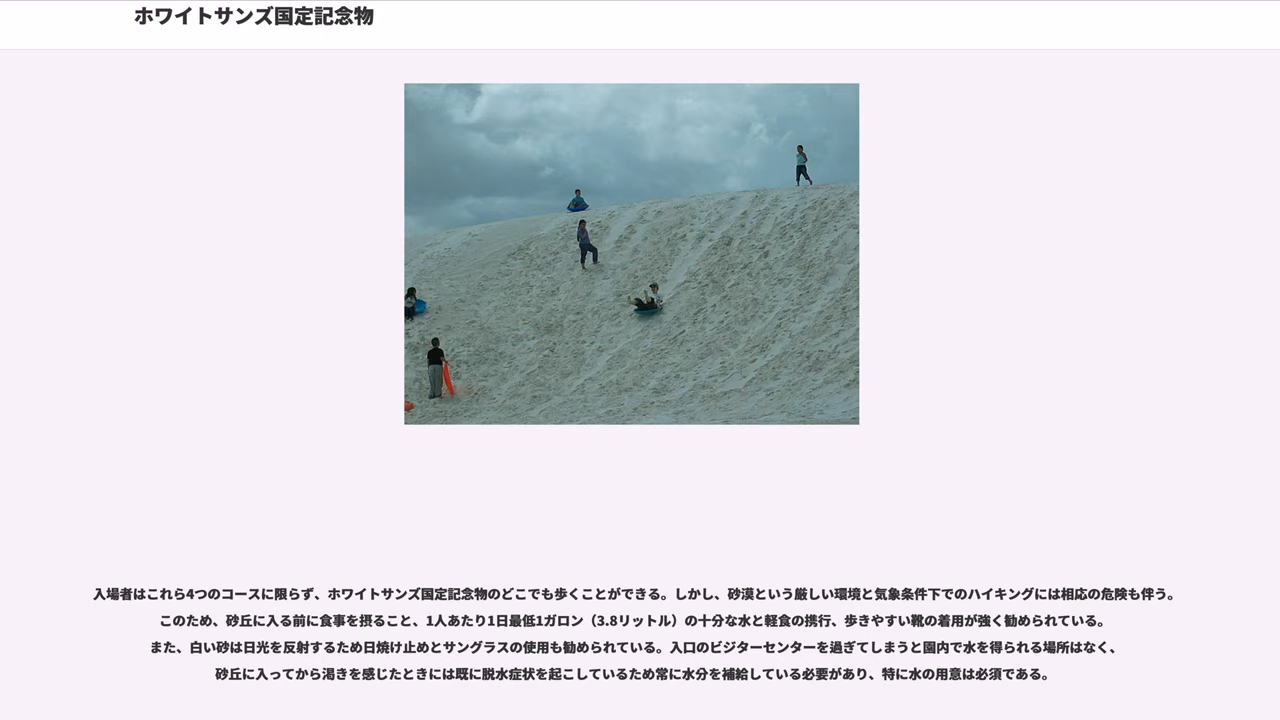 ホワイトサンズ国定記念物
入場者はこれら4つのコースに限らず、ホワイトサンズ国定記念物のどこでも歩くことができる。しかし、砂漠という厳しい環境と気象条件下でのハイキングには相応の危険も伴う。
このため、砂丘に入る前に食事を摂ること、1人あたり1日最低1ガロン（3.8リットル）の十分な水と軽食の携行、歩きやすい靴の着用が強く勧められている。
また、白い砂は日光を反射するため日焼け止めとサングラスの使用も勧められている。入口のビジターセンターを過ぎてしまうと園内で水を得られる場所はなく、
砂丘に入ってから渇きを感じたときには既に脱水症状を起こしているため常に水分を補給している必要があり、特に水の用意は必須である。